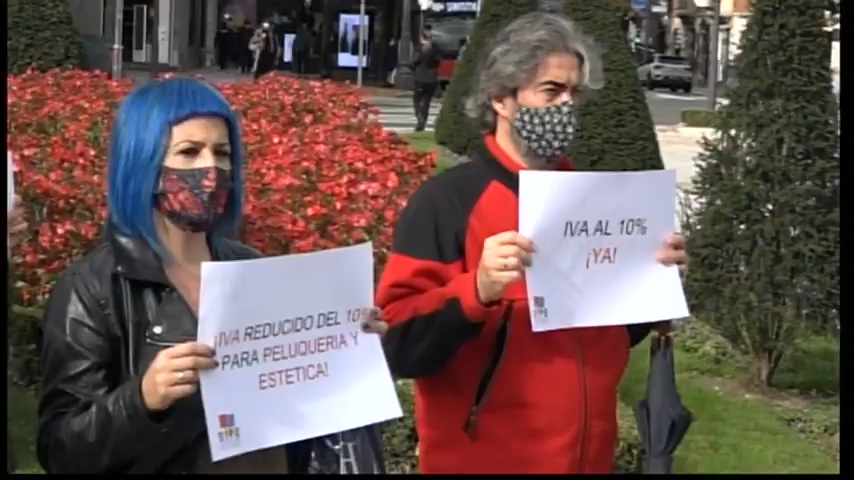 ¡IVA REDUCIDO DEL 10%
PARA PELUQUERIA Y
ESTETICA!
IVA AL 10%
¡YA!